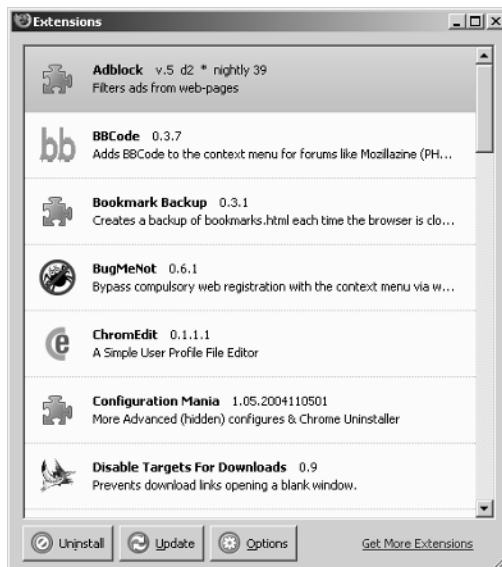 Extensions
Adblock v.5 d2 * nightly 39
Filters ads from web-pages
bb
BBCode 0.3.7
Adds BBCode to the context menu for forums like Mozillazine (PH...
Bookmark Backup 0.3.1
Creates a backup of bookmarks.html each time the browser is clo...
BugMeNot 0.6.1
Bypass compulsory web registration with the context menu via w...
e
ChromEdit 0.1.1.1
A Simple User Profile File Editor
Configuration Mania 1.05.2004110501
More Advanced (hidden) configures & Chrome Uninstaller
Disable Targets For Downloads 0.9
Prevents download links opening a blank window.
Uninstall Update Options Get More Extensions